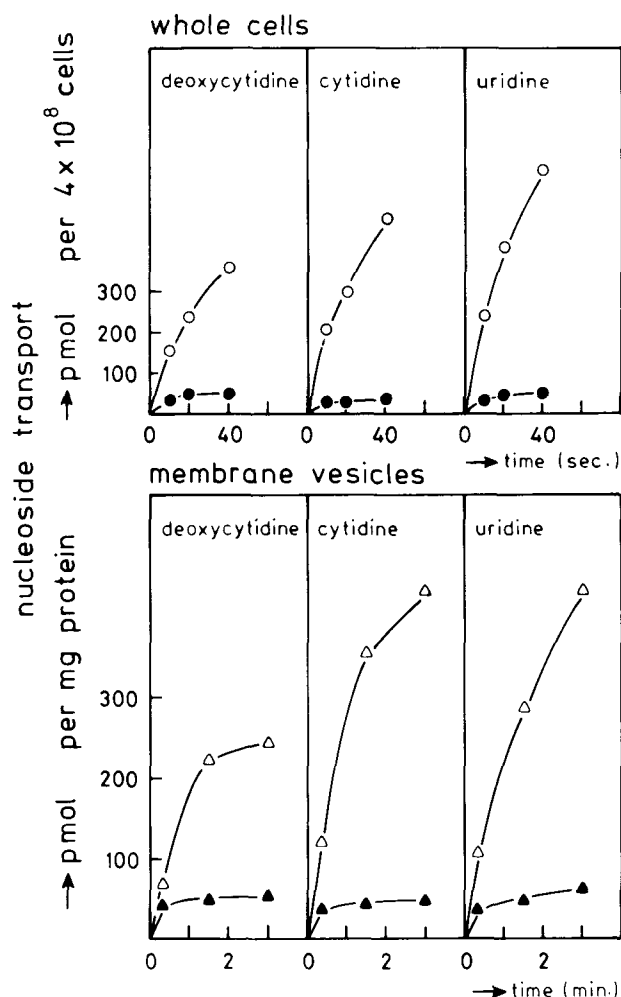 whole cells
deoxycytidine cytidine uridine
nucleoside transport
→ pmol per 4 x 10⁸ cells
300
200
100
0 40 0 40 0 40
→ time (sec.)
membrane vesicles
deoxycytidine cytidine uridine
→ pmol per mg protein
300
200
100
0 2 0 2 0 2
→ time (min.)